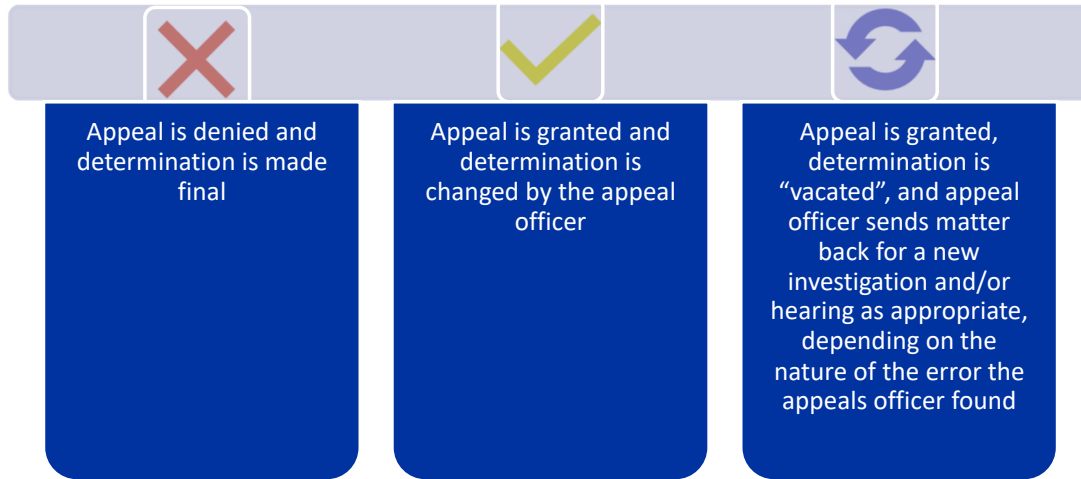 Appeal is denied and
determination is made
final
Appeal is granted and
determination is
changed by the appeal
officer
Appeal is granted,
determination is
“vacated”, and appeal
officer sends matter
back for a new
investigation and/or
hearing as appropriate,
depending on the
nature of the error the
appeals officer found